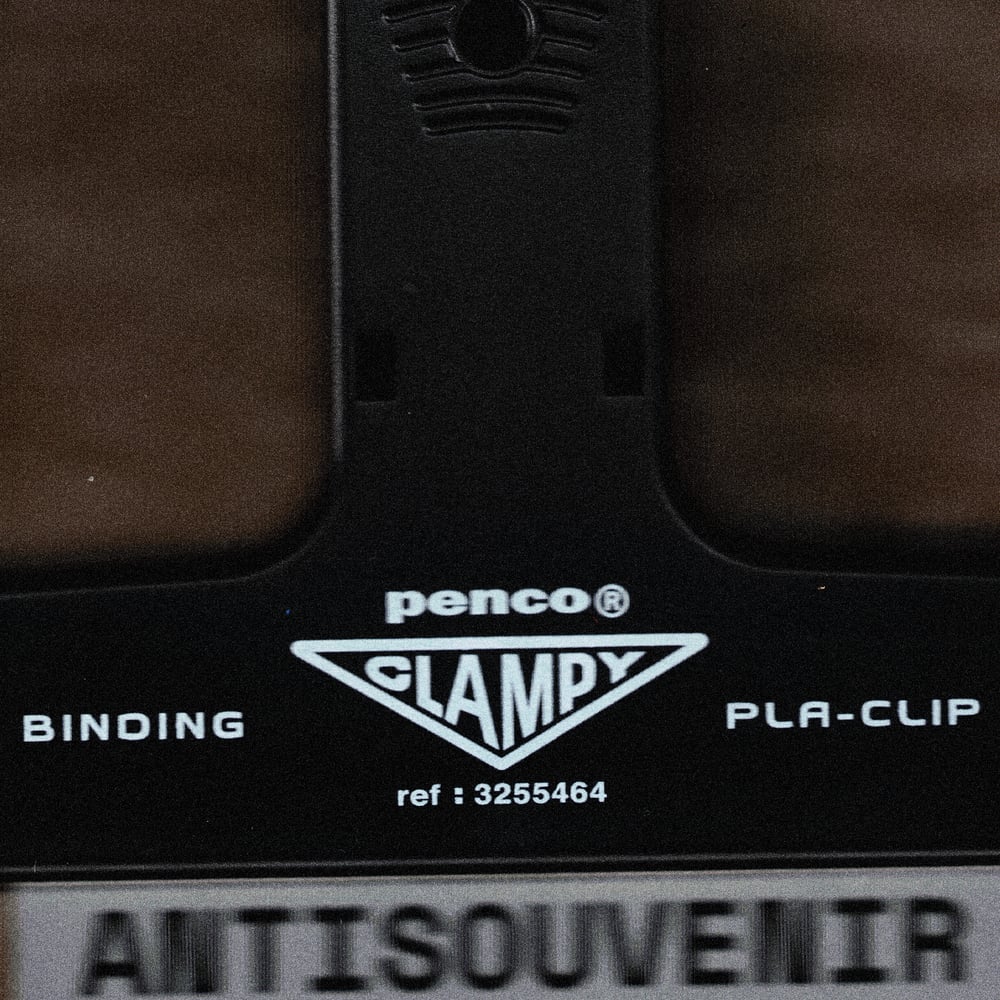 penco®
CLAMPY
BINDING
PLA-CLIP
ref : 3255464
ANTISOUVENIR